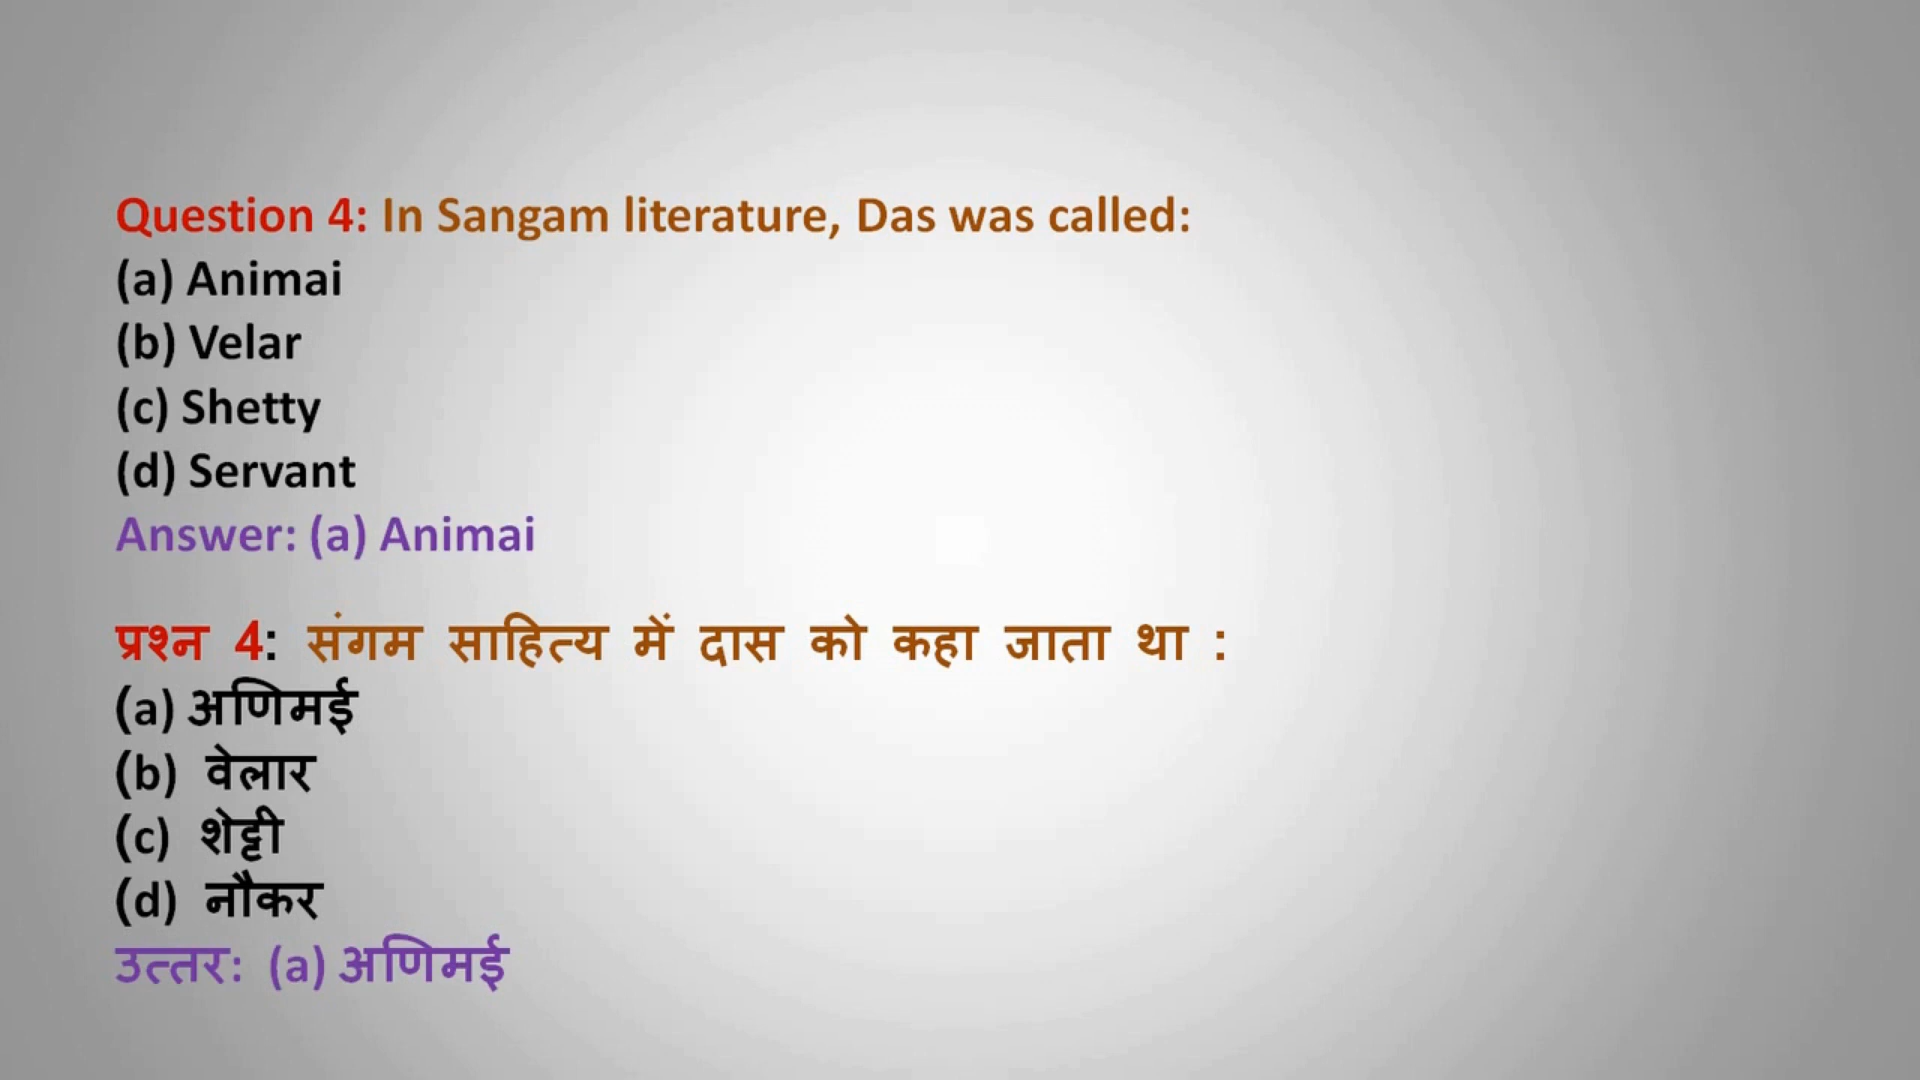 Question 4: In Sangam literature, Das was called:
(a) Animai
(b) Velar
(c) Shetty
(d) Servant
Answer: (a) Animai
प्रश्न 4: संगम साहित्य में दास को कहा जाता था :
(a) अणिमई
(b) वेलार
(c) शेट्टी
(d) नौकर
उत्तर: (a) अणिमई